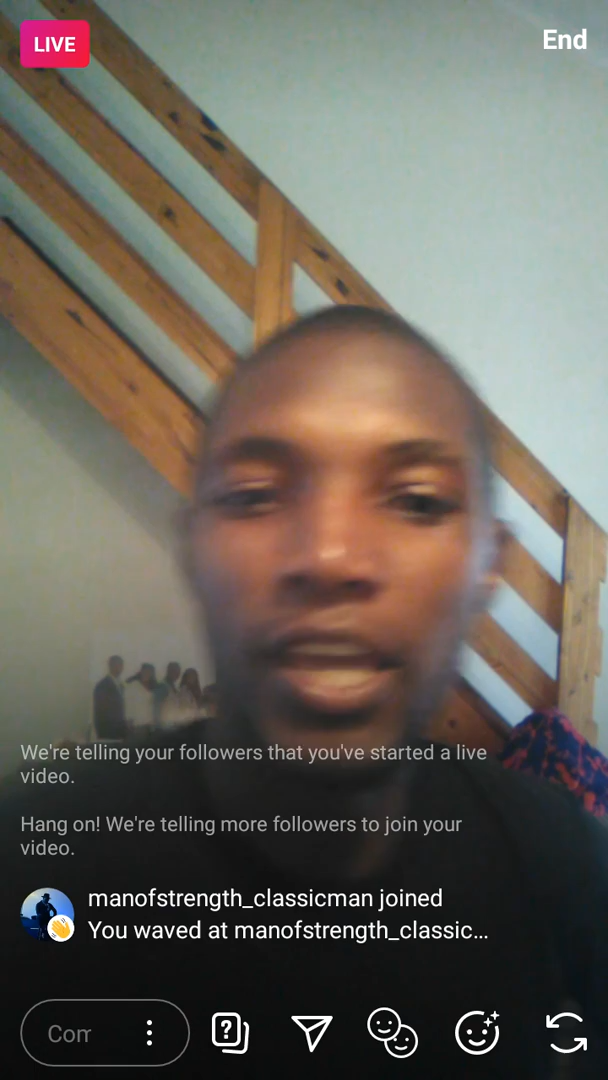 LIVE
End
We're telling your followers that you've started a live
video.
Hang on! We're telling more followers to join your
video.
manofstrength_classicman joined
You waved at manofstrength_classic...
Com